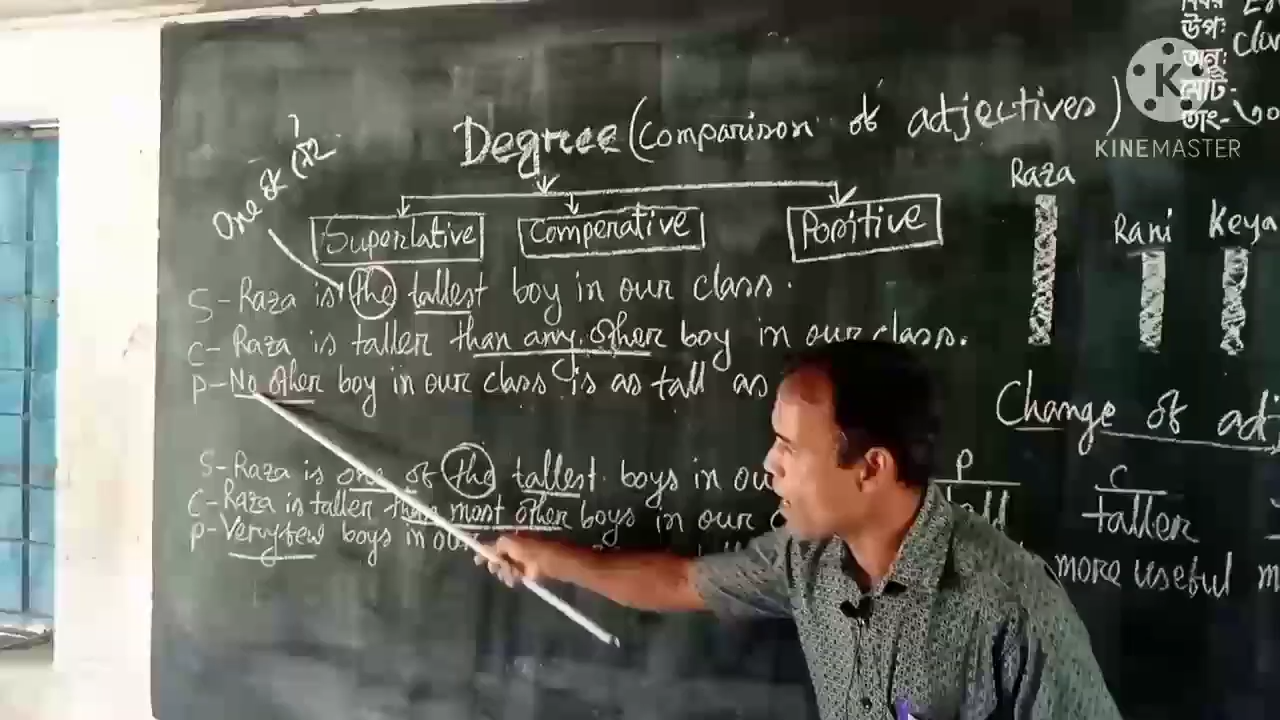 Degree (Comparison of adjectives)
One of
Superlative Comperative Positive
S-Raza is the tallest boy in our class.
C-Raza is taller than any other boy in our class.
P-No other boy in our class is as tall as
S-Raza is one of the tallest boys in
C-Raza is taller than most other boys in our
P-Very few boys in our
Raza
Rani Keya
Change of
P C
taller
more useful
উপ:
অনু:
তাং-
K
KINEMASTER